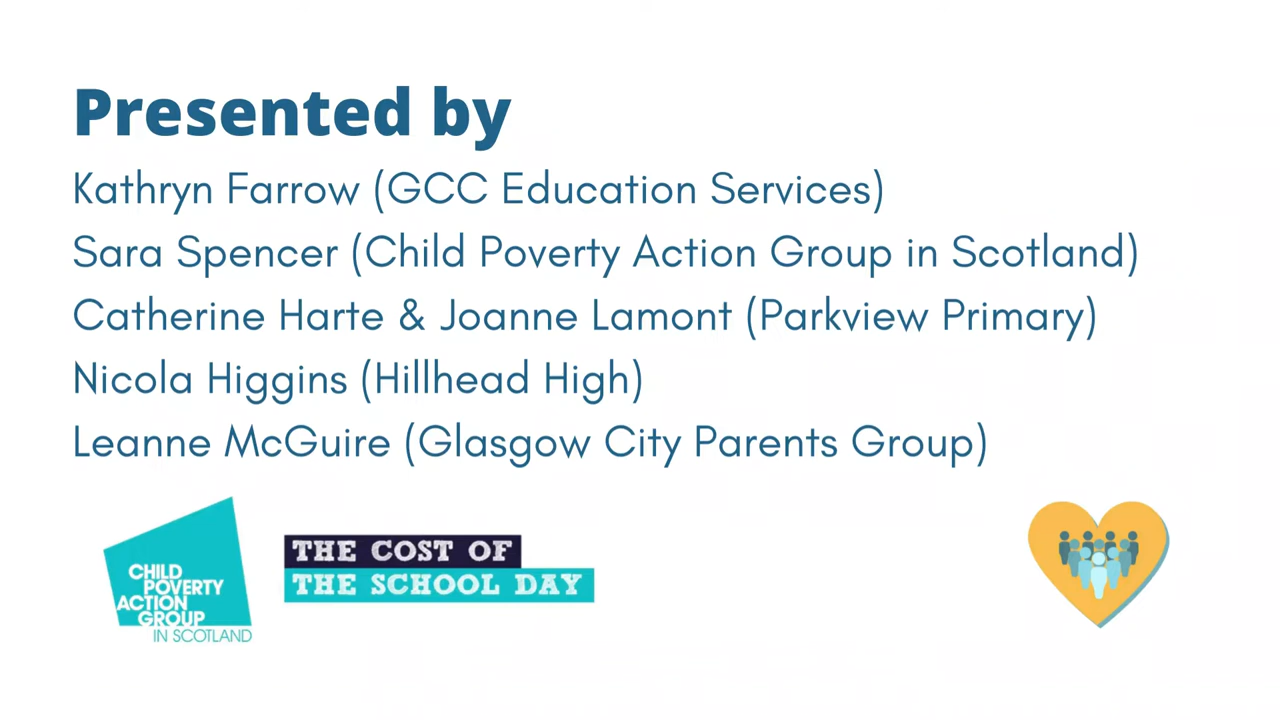 Presented by
Kathryn Farrow (GCC Education Services)
Sara Spencer (Child Poverty Action Group in Scotland)
Catherine Harte & Joanne Lamont (Parkview Primary)
Nicola Higgins (Hillhead High)
Leanne McGuire (Glasgow City Parents Group)
CHILD
POVERTY
ACTION
GROUP
IN SCOTLAND
THE COST OF
THE SCHOOL DAY